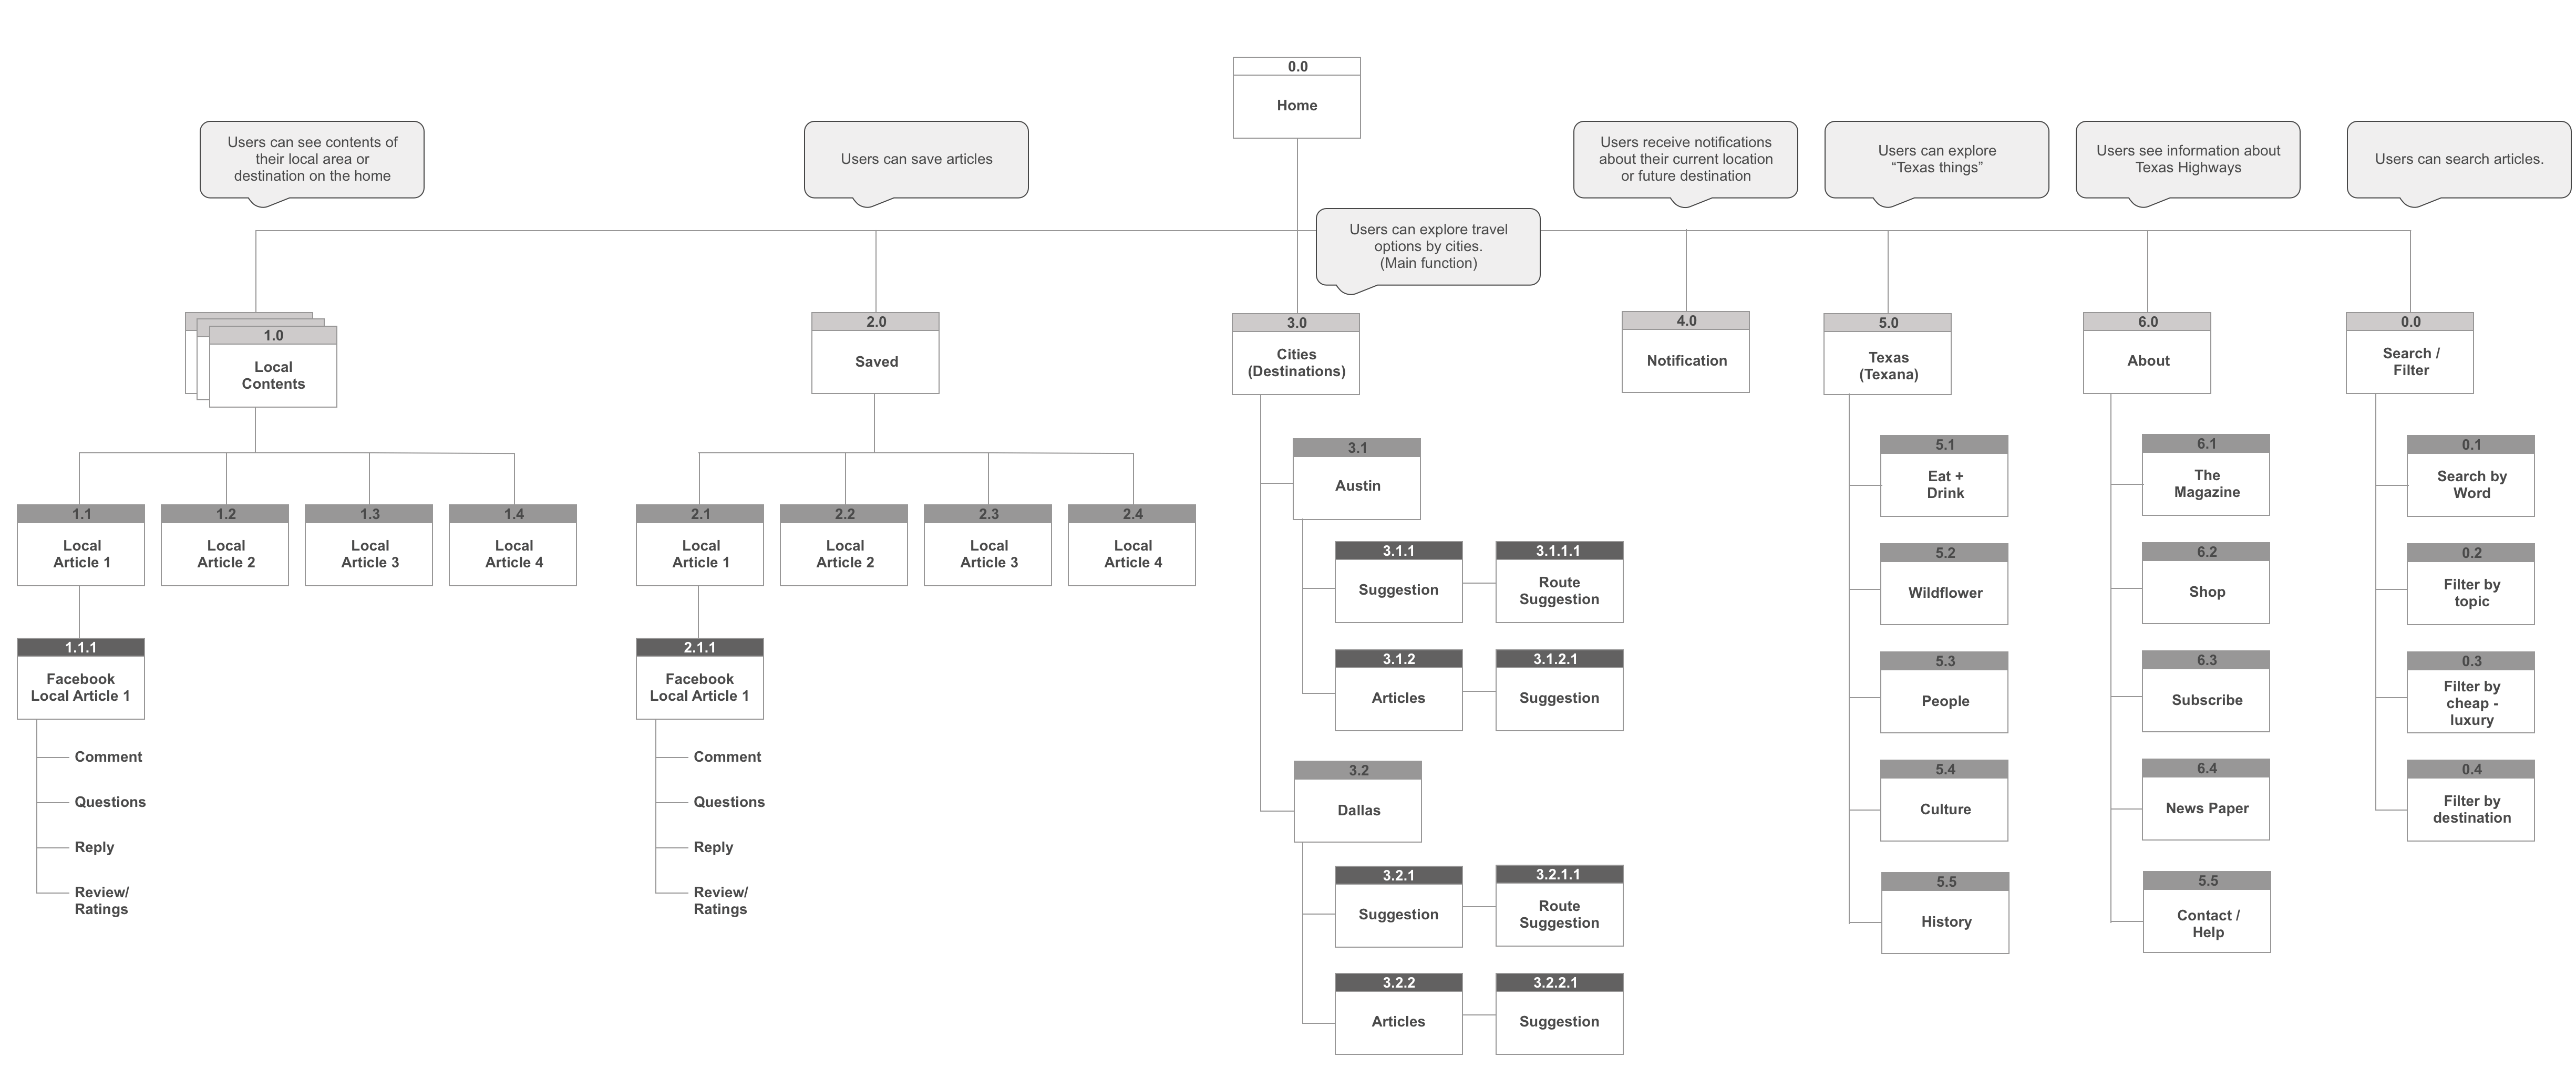 0.0
Home
Users can see contents of
their local area or
destination on the home
Users can save articles
Users can explore travel
options by cities.
(Main function)
Users receive notifications
about their current location
or future destination
Users can explore
“Texas things”
Users see information about
Texas Highways
Users can search articles.
1.0
Local
Contents
1.1
Local
Article 1
1.2
Local
Article 2
1.3
Local
Article 3
1.4
Local
Article 4
1.1.1
Facebook
Local Article 1
Comment
Questions
Reply
Review/
Ratings
2.0
Saved
2.1
Local
Article 1
2.2
Local
Article 2
2.3
Local
Article 3
2.4
Local
Article 4
2.1.1
Facebook
Local Article 1
Comment
Questions
Reply
Review/
Ratings
3.0
Cities
(Destinations)
3.1
Austin
3.1.1
Suggestion
3.1.1.1
Route
Suggestion
3.1.2
Articles
3.1.2.1
Suggestion
3.2
Dallas
3.2.1
Suggestion
3.2.1.1
Route
Suggestion
3.2.2
Articles
3.2.2.1
Suggestion
4.0
Notification
5.0
Texas
(Texana)
5.1
Eat +
Drink
5.2
Wildflower
5.3
People
5.4
Culture
5.5
History
6.0
About
6.1
The
Magazine
6.2
Shop
6.3
Subscribe
6.4
News Paper
5.5
Contact /
Help
0.0
Search /
Filter
0.1
Search by
Word
0.2
Filter by
topic
0.3
Filter by
cheap -
luxury
0.4
Filter by
destination